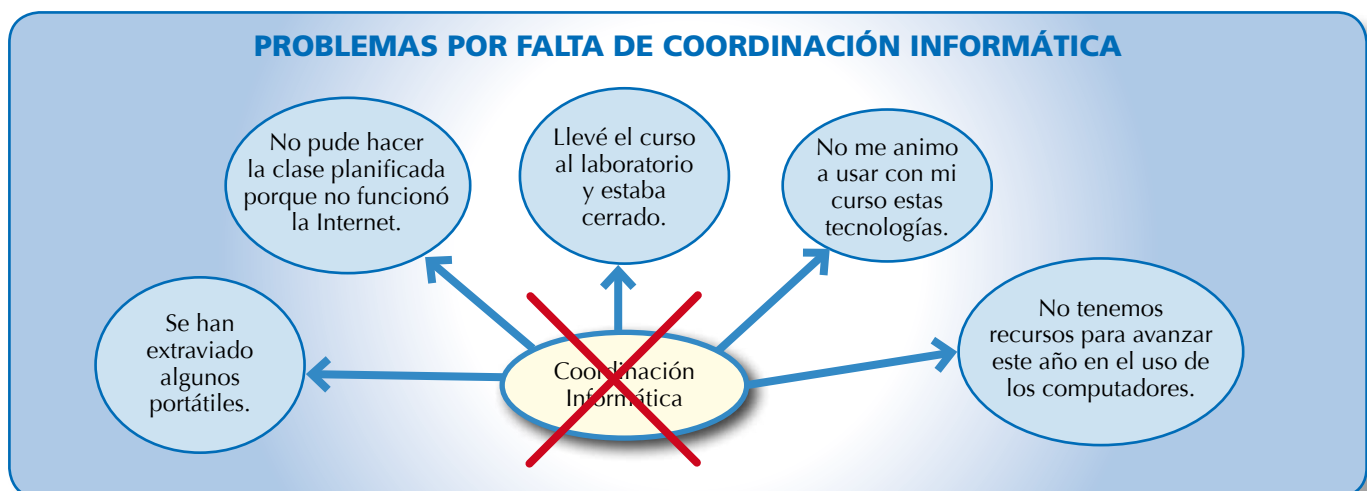 PROBLEMAS POR FALTA DE COORDINACIÓN INFORMÁTICA
No pude hacer
la clase planificada
porque no funcionó
la Internet.
Llevé el curso
al laboratorio
y estaba
cerrado.
No me animo
a usar con mi
curso estas
tecnologías.
Se han
extraviado
algunos
portátiles.
Coordinación
Informática
No tenemos
recursos para avanzar
este año en el uso de
los computadores.